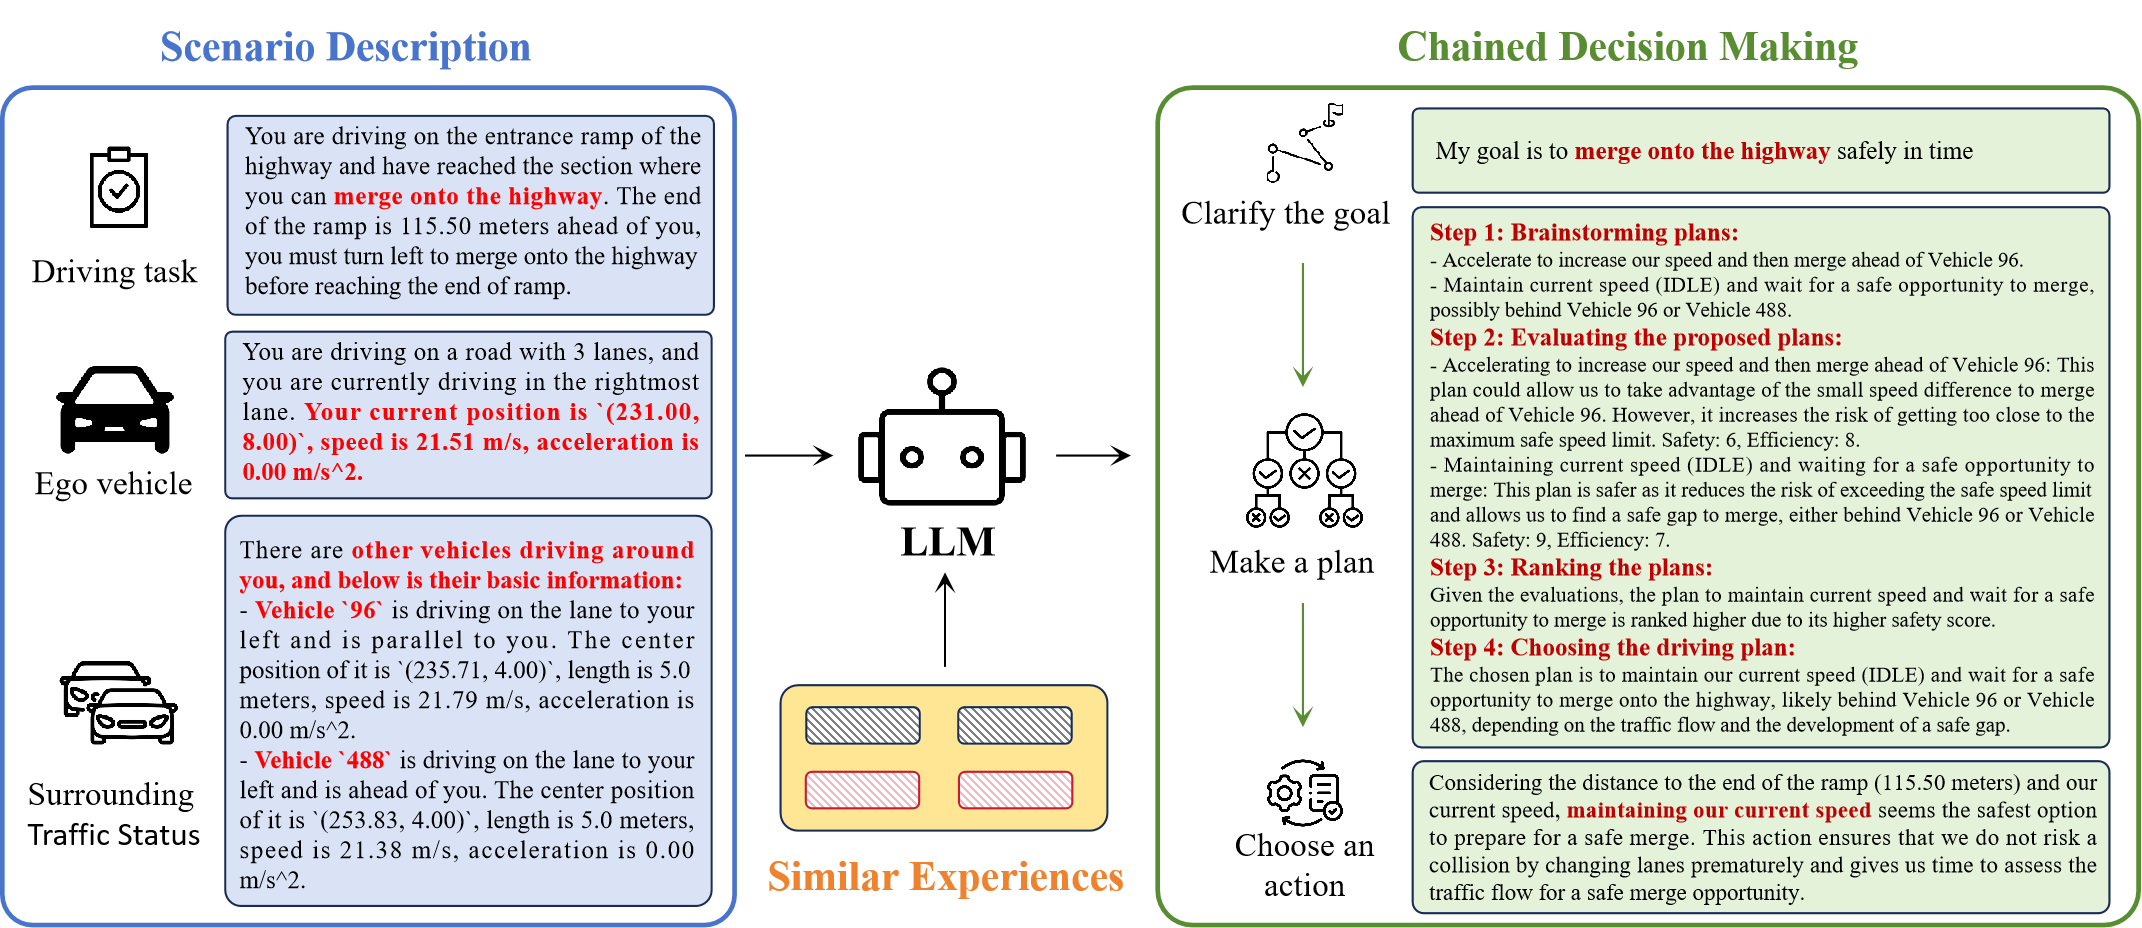 Scenario Description
Driving task
You are driving on the entrance ramp of the
highway and have reached the section where
you can merge onto the highway. The end
of the ramp is 115.50 meters ahead of you,
you must turn left to merge onto the highway
before reaching the end of ramp.
Ego vehicle
You are driving on a road with 3 lanes, and
you are currently driving in the rightmost
lane. Your current position is `(231.00,
8.00)`, speed is 21.51 m/s, acceleration is
0.00 m/s^2.
Surrounding
Traffic Status
There are other vehicles driving around
you, and below is their basic information:
- Vehicle `96` is driving on the lane to your
left and is parallel to you. The center
position of it is `(235.71, 4.00)`, length is 5.0
meters, speed is 21.79 m/s, acceleration is
0.00 m/s^2.
- Vehicle `488` is driving on the lane to your
left and is ahead of you. The center position
of it is `(253.83, 4.00)`, length is 5.0 meters,
speed is 21.38 m/s, acceleration is 0.00
m/s^2.
LLM
Similar Experiences
Chained Decision Making
Clarify the goal
My goal is to merge onto the highway safely in time
Make a plan
Step 1: Brainstorming plans:
- Accelerate to increase our speed and then merge ahead of Vehicle 96.
- Maintain current speed (IDLE) and wait for a safe opportunity to merge,
possibly behind Vehicle 96 or Vehicle 488.
Step 2: Evaluating the proposed plans:
- Accelerating to increase our speed and then merge ahead of Vehicle 96: This
plan could allow us to take advantage of the small speed difference to merge
ahead of Vehicle 96. However, it increases the risk of getting too close to the
maximum safe speed limit. Safety: 6, Efficiency: 8.
- Maintaining current speed (IDLE) and waiting for a safe opportunity to
merge: This plan is safer as it reduces the risk of exceeding the safe speed limit
and allows us to find a safe gap to merge, either behind Vehicle 96 or Vehicle
488. Safety: 9, Efficiency: 7.
Step 3: Ranking the plans:
Given the evaluations, the plan to maintain current speed and wait for a safe
opportunity to merge is ranked higher due to its higher safety score.
Step 4: Choosing the driving plan:
The chosen plan is to maintain our current speed (IDLE) and wait for a safe
opportunity to merge onto the highway, likely behind Vehicle 96 or Vehicle
488, depending on the traffic flow and the development of a safe gap.
Choose an
action
Considering the distance to the end of the ramp (115.50 meters) and our
current speed, maintaining our current speed seems the safest option
to prepare for a safe merge. This action ensures that we do not risk a
collision by changing lanes prematurely and gives us time to assess the
traffic flow for a safe merge opportunity.